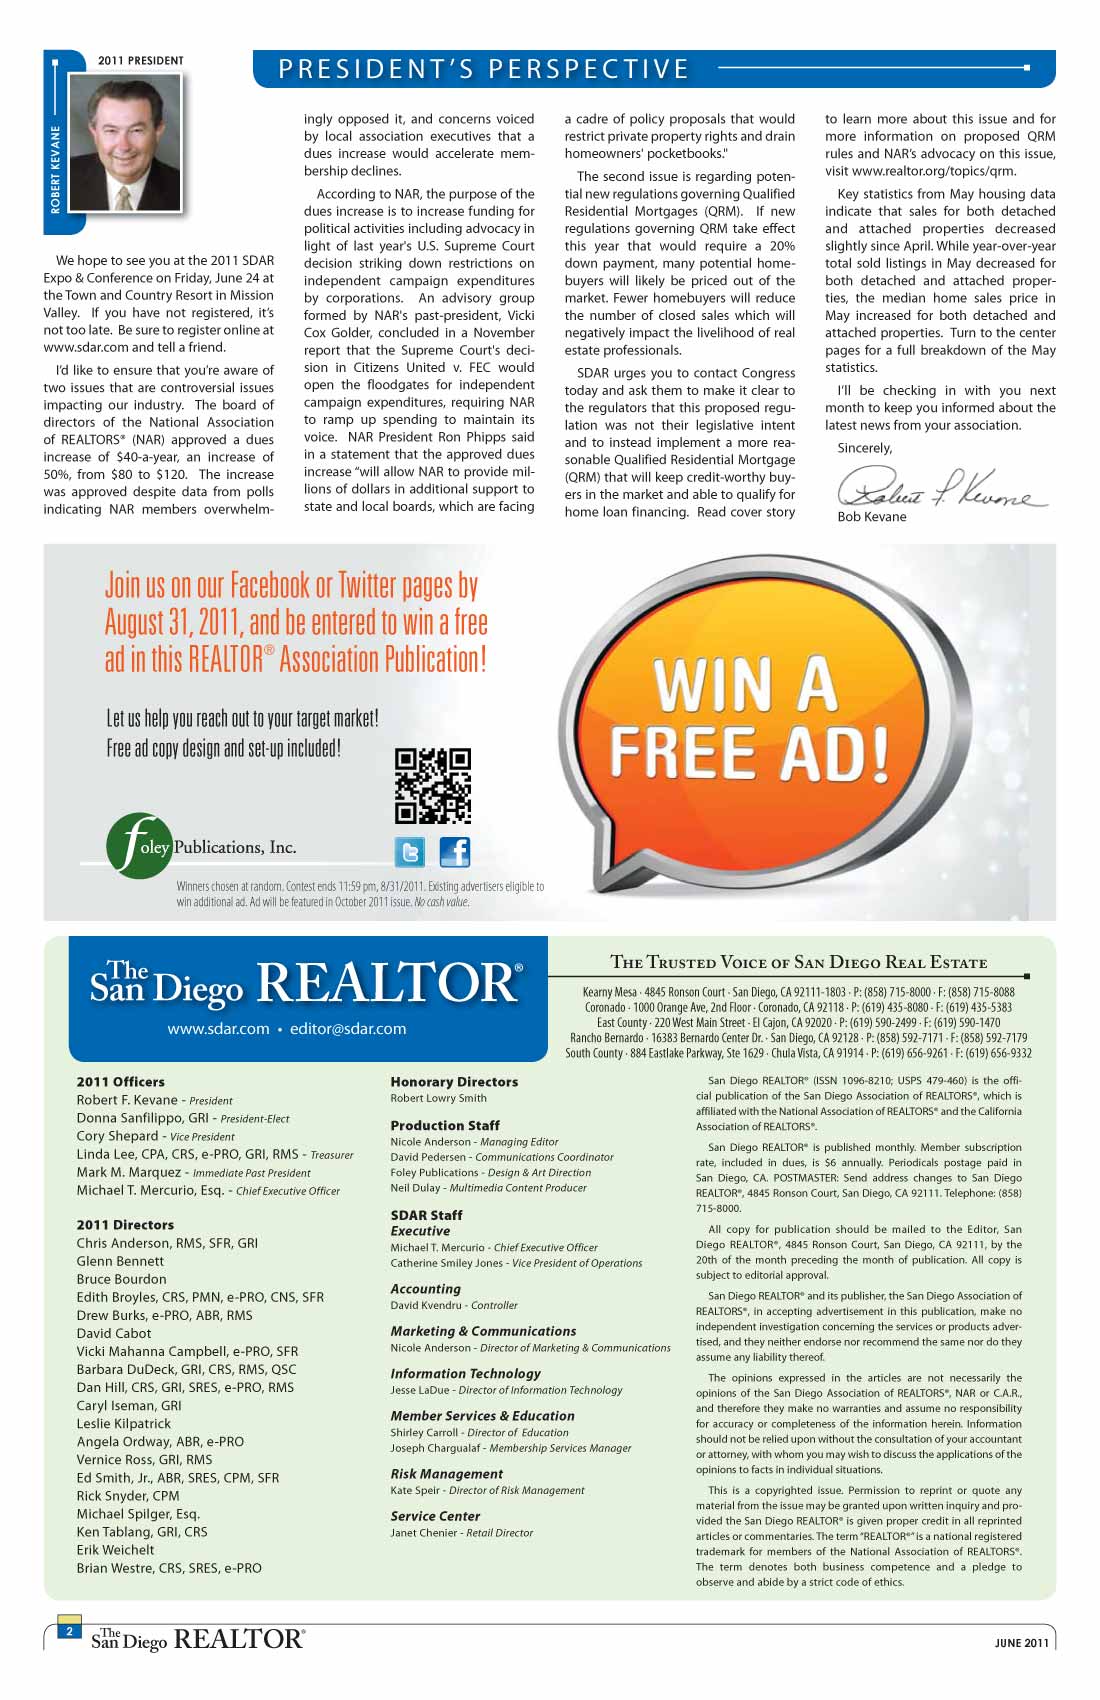 2011 PRESIDENT
ROBERT KEVANE
PRESIDENT'S PERSPECTIVE
We hope to see you at the 2011 SDAR
Expo & Conference on Friday, June 24 at
the Town and Country Resort in Mission
Valley. If you have not registered, it's
not too late. Be sure to register online at
www.sdar.com and tell a friend.
I'd like to ensure that you're aware of
two issues that are controversial issues
impacting our industry. The board of
directors of the National Association
of REALTORS® (NAR) approved a dues
increase of $40-a-year, an increase of
50%, from $80 to $120. The increase
was approved despite data from polls
indicating NAR members overwhelm-
ingly opposed it, and concerns voiced
by local association executives that a
dues increase would accelerate mem-
bership declines.
According to NAR, the purpose of the
dues increase is to increase funding for
political activities including advocacy in
light of last year's U.S. Supreme Court
decision striking down restrictions on
independent campaign expenditures
by corporations. An advisory group
formed by NAR's past-president, Vicki
Cox Golder, concluded in a November
report that the Supreme Court's deci-
sion in Citizens United v. FEC would
open the floodgates for independent
campaign expenditures, requiring NAR
to ramp up spending to maintain its
voice. NAR President Ron Phipps said
in a statement that the approved dues
increase "will allow NAR to provide mil-
lions of dollars in additional support to
state and local boards, which are facing
a cadre of policy proposals that would
restrict private property rights and drain
homeowners' pocketbooks."
The second issue is regarding poten-
tial new regulations governing Qualified
Residential Mortgages (QRM). If new
regulations governing QRM take effect
this year that would require a 20%
down payment, many potential home-
buyers will likely be priced out of the
market. Fewer homebuyers will reduce
the number of closed sales which will
negatively impact the livelihood of real
estate professionals.
SDAR urges you to contact Congress
today and ask them to make it clear to
the regulators that this proposed regu-
lation was not their legislative intent
and to instead implement a more rea-
sonable Qualified Residential Mortgage
(QRM) that will keep credit-worthy buy-
ers in the market and able to qualify for
home loan financing. Read cover story
to learn more about this issue and for
more information on proposed QRM
rules and NAR's advocacy on this issue,
visit www.realtor.org/topics/qrm.
Key statistics from May housing data
indicate that sales for both detached
and attached properties decreased
slightly since April. While year-over-year
total sold listings in May decreased for
both detached and attached proper-
ties, the median home sales price in
May increased for both detached and
attached properties. Turn to the center
pages for a full breakdown of the May
statistics.
I'll be checking in with you next
month to keep you informed about the
latest news from your association.
Sincerely,
Robert F. Kevane
Bob Kevane
Join us on our Facebook or Twitter pages by
August 31, 2011, and be entered to win a free
ad in this REALTOR® Association Publication!
Let us help you reach out to your target market!
Free ad copy design and set-up included!
foley Publications, Inc.
Winners chosen at random. Contest ends 11:59 pm, 8/31/2011. Existing advertisers eligible to
win additional ad. Ad will be featured in October 2011 issue. No cash value.
WIN A
FREE AD!
The San Diego REALTOR®
www.sdar.com • editor@sdar.com
THE TRUSTED VOICE OF SAN DIEGO REAL ESTATE
Kearny Mesa · 4845 Ronson Court · San Diego, CA 92111-1803 · P: (858) 715-8000 · F: (858) 715-8088
Coronado · 1000 Orange Ave, 2nd Floor · Coronado, CA 92118 · P: (619) 435-8080 · F: (619) 435-5383
East County · 220 West Main Street · El Cajon, CA 92020 · P: (619) 590-2499 · F: (619) 590-1470
Rancho Bernardo · 16383 Bernardo Center Dr. · San Diego, CA 92128 · P: (858) 592-7171 · F: (858) 592-7179
South County · 884 Eastlake Parkway, Ste 1629 · Chula Vista, CA 91914 · P: (619) 656-9261 · F: (619) 656-9332
2011 Officers
Robert F. Kevane - President
Donna Sanfilippo, GRI - President-Elect
Cory Shepard - Vice President
Linda Lee, CPA, CRS, e-PRO, GRI, RMS - Treasurer
Mark M. Marquez - Immediate Past President
Michael T. Mercurio, Esq. - Chief Executive Officer
2011 Directors
Chris Anderson, RMS, SFR, GRI
Glenn Bennett
Bruce Bourdon
Edith Broyles, CRS, PMN, e-PRO, CNS, SFR
Drew Burks, e-PRO, ABR, RMS
David Cabot
Vicki Mahanna Campbell, e-PRO, SFR
Barbara DuDeck, GRI, CRS, RMS, QSC
Dan Hill, CRS, GRI, SRES, e-PRO, RMS
Caryl Iseman, GRI
Leslie Kilpatrick
Angela Ordway, ABR, e-PRO
Vernice Ross, GRI, RMS
Ed Smith, Jr., ABR, SRES, CPM, SFR
Rick Snyder, CPM
Michael Spilger, Esq.
Ken Tablang, GRI, CRS
Erik Weichelt
Brian Westre, CRS, SRES, e-PRO
Honorary Directors
Robert Lowry Smith
Production Staff
Nicole Anderson - Managing Editor
David Pedersen - Communications Coordinator
Foley Publications - Design & Art Direction
Neil Dulay - Multimedia Content Producer
SDAR Staff
Executive
Michael T. Mercurio - Chief Executive Officer
Catherine Smiley Jones - Vice President of Operations
Accounting
David Kvendru - Controller
Marketing & Communications
Nicole Anderson - Director of Marketing & Communications
Information Technology
Jesse LaDue - Director of Information Technology
Member Services & Education
Shirley Carroll - Director of Education
Joseph Chargualaf - Membership Services Manager
Risk Management
Kate Speir - Director of Risk Management
Service Center
Janet Chenier - Retail Director
San Diego REALTOR® (ISSN 1096-8210; USPS 479-460) is the offi-
cial publication of the San Diego Association of REALTORS®, which is
affiliated with the National Association of REALTORS® and the California
Association of REALTORS®.
San Diego REALTOR® is published monthly. Member subscription
rate, included in dues, is $6 annually. Periodicals postage paid in
San Diego, CA. POSTMASTER: Send address changes to San Diego
REALTOR®, 4845 Ronson Court, San Diego, CA 92111. Telephone: (858)
715-8000.
All copy for publication should be mailed to the Editor, San
Diego REALTOR®, 4845 Ronson Court, San Diego, CA 92111, by the
20th of the month preceding the month of publication. All copy is
subject to editorial approval.
San Diego REALTOR® and its publisher, the San Diego Association of
REALTORS®, in accepting advertisement in this publication, make no
independent investigation concerning the services or products adver-
tised, and they neither endorse nor recommend the same nor do they
assume any liability thereof.
The opinions expressed in the articles are not necessarily the
opinions of the San Diego Association of REALTORS®, NAR or C.A.R.,
and therefore they make no warranties and assume no responsibility
for accuracy or completeness of the information herein. Information
should not be relied upon without the consultation of your accountant
or attorney, with whom you may wish to discuss the applications of the
opinions to facts in individual situations.
This is a copyrighted issue. Permission to reprint or quote any
material from the issue may be granted upon written inquiry and pro-
vided the San Diego REALTOR® is given proper credit in all reprinted
articles or commentaries. The term "REALTOR®" is a national registered
trademark for members of the National Association of REALTORS®.
The term denotes both business competence and a pledge to
observe and abide by a strict code of ethics.
2
The San Diego REALTOR®
JUNE 2011